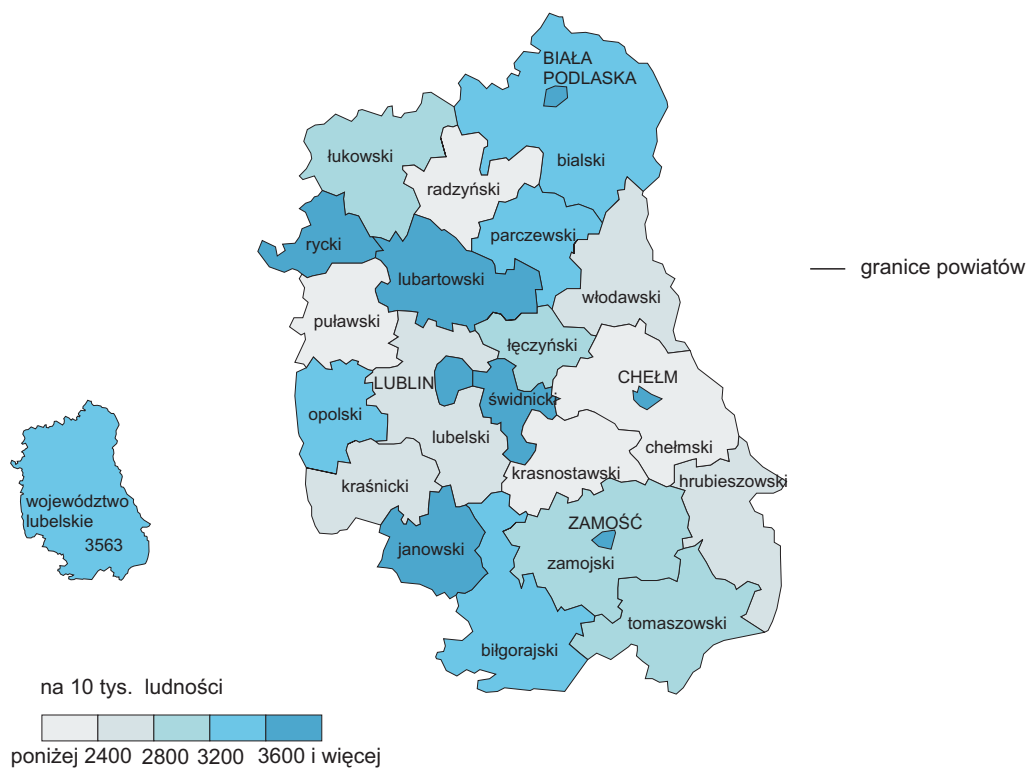 BIAŁA
PODLASKA
łukowski
bialski
radzyński
rycki
parczewski
lubartowski
granice powiatów
włodawski
puławski
łęczyński
LUBLIN
CHEŁM
świdnicki
opolski
lubelski
chełmski
krasnostawski
kraśnicki
hrubieszowski
województwo
lubelskie
3563
ZAMOŚĆ
janowski
zamojski
tomaszowski
biłgorajski
na 10 tys. ludności
poniżej 2400 2800 3200 3600 i więcej